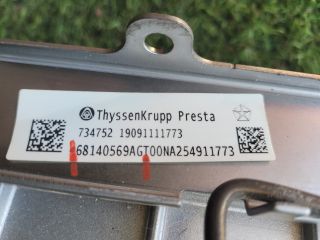 ThyssenKrupp Presta
734752 19091111773
68140569AGT00NA254911773